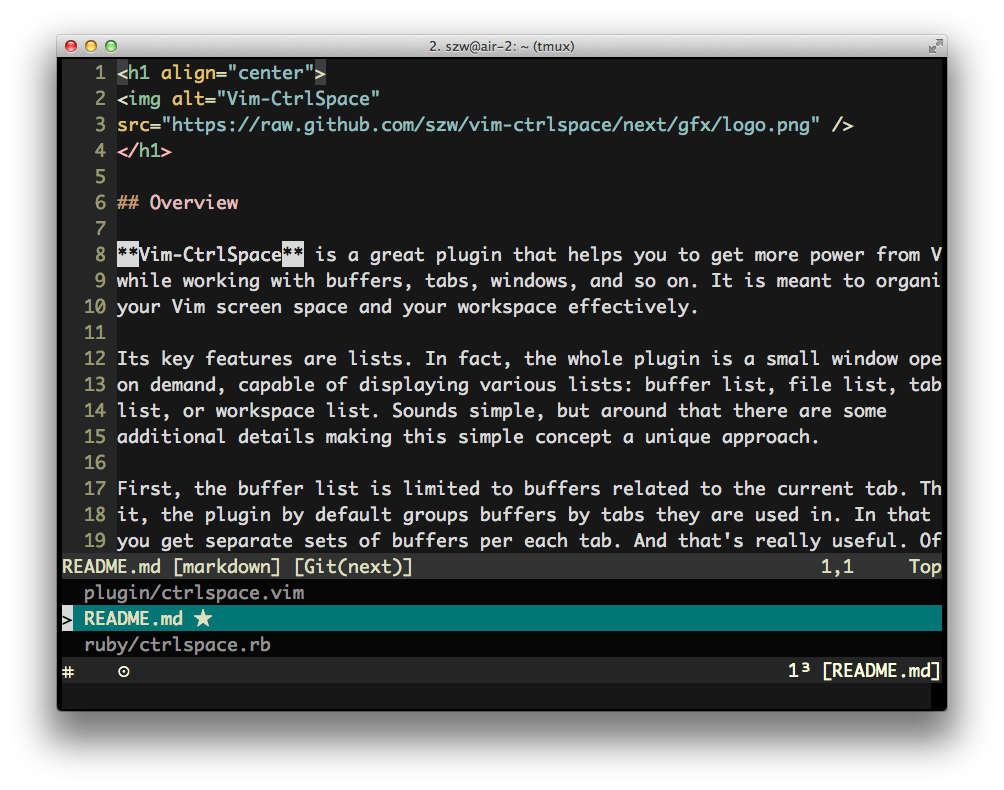 2. szw@air-2: ~ (tmux)
1 <h1 align="center">
2 <img alt="Vim-CtrlSpace"
3 src="https://raw.github.com/szw/vim-ctrlspace/next/gfx/logo.png" />
4 </h1>
5
6 ## Overview
7
8 **Vim-CtrlSpace** is a great plugin that helps you to get more power from V
9 while working with buffers, tabs, windows, and so on. It is meant to organi
10 your Vim screen space and your workspace effectively.
11
12 Its key features are lists. In fact, the whole plugin is a small window ope
13 on demand, capable of displaying various lists: buffer list, file list, tab
14 list, or workspace list. Sounds simple, but around that there are some
15 additional details making this simple concept a unique approach.
16
17 First, the buffer list is limited to buffers related to the current tab. Th
18 it, the plugin by default groups buffers by tabs they are used in. In that
19 you get separate sets of buffers per each tab. And that's really useful. Of
README.md [markdown] [Git(next)] 1,1 Top
plugin/ctrlspace.vim
> README.md ★
ruby/ctrlspace.rb
# ⊙ 1³ [README.md]